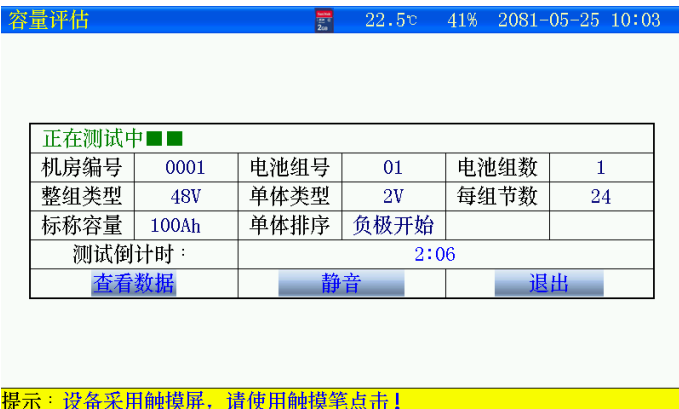 容量评估 22.5℃ 41% 2081-05-25 10:03
正在测试中■■
机房编号 0001 电池组号 01 电池组数 1
整组类型 48V 单体类型 2V 每组节数 24
标称容量 100Ah 单体排序 负极开始
测试倒计时: 2:06
查看数据 静音 退出
提示:设备采用触摸屏,请使用触摸笔点击!